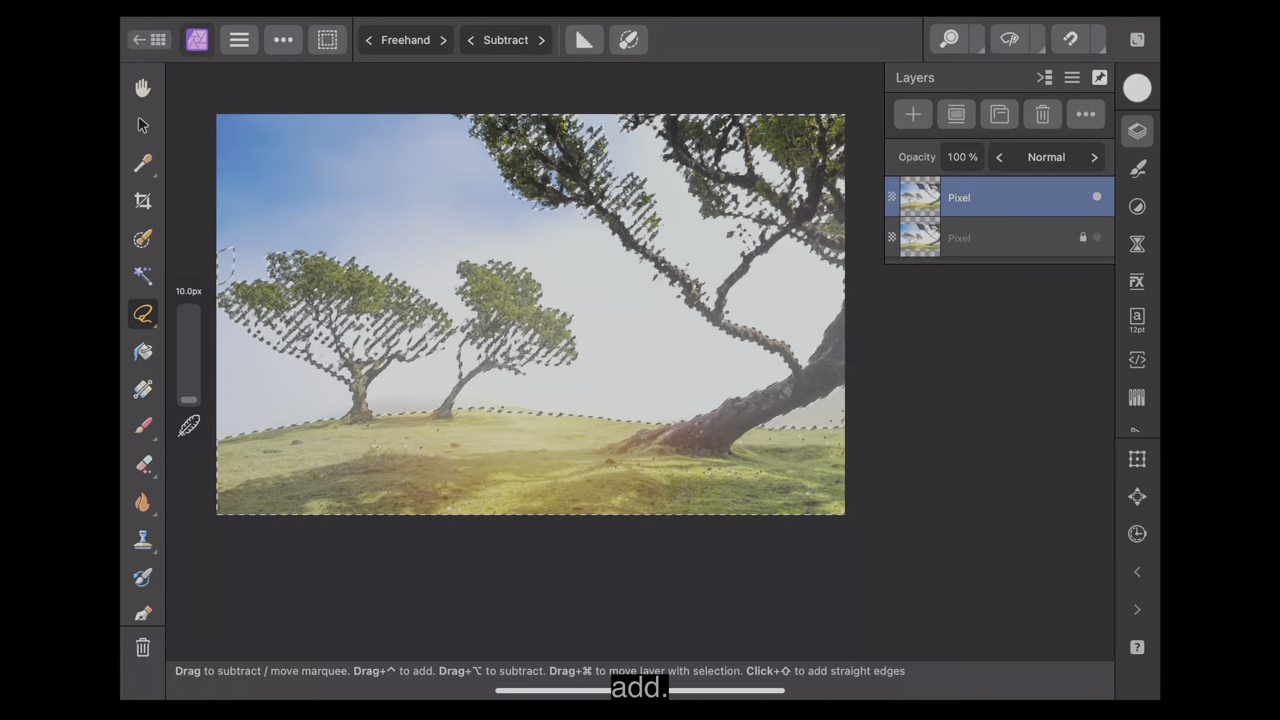 Freehand
Subtract
Layers
Opacity 100 % Normal
Pixel
Pixel
10.0px
a
12pt
FX
?
Drag to subtract / move marquee. Drag+^ to add. Drag+⌥ to subtract. Drag+⌘ to move layer with selection. Click+⇧ to add straight edges
add.